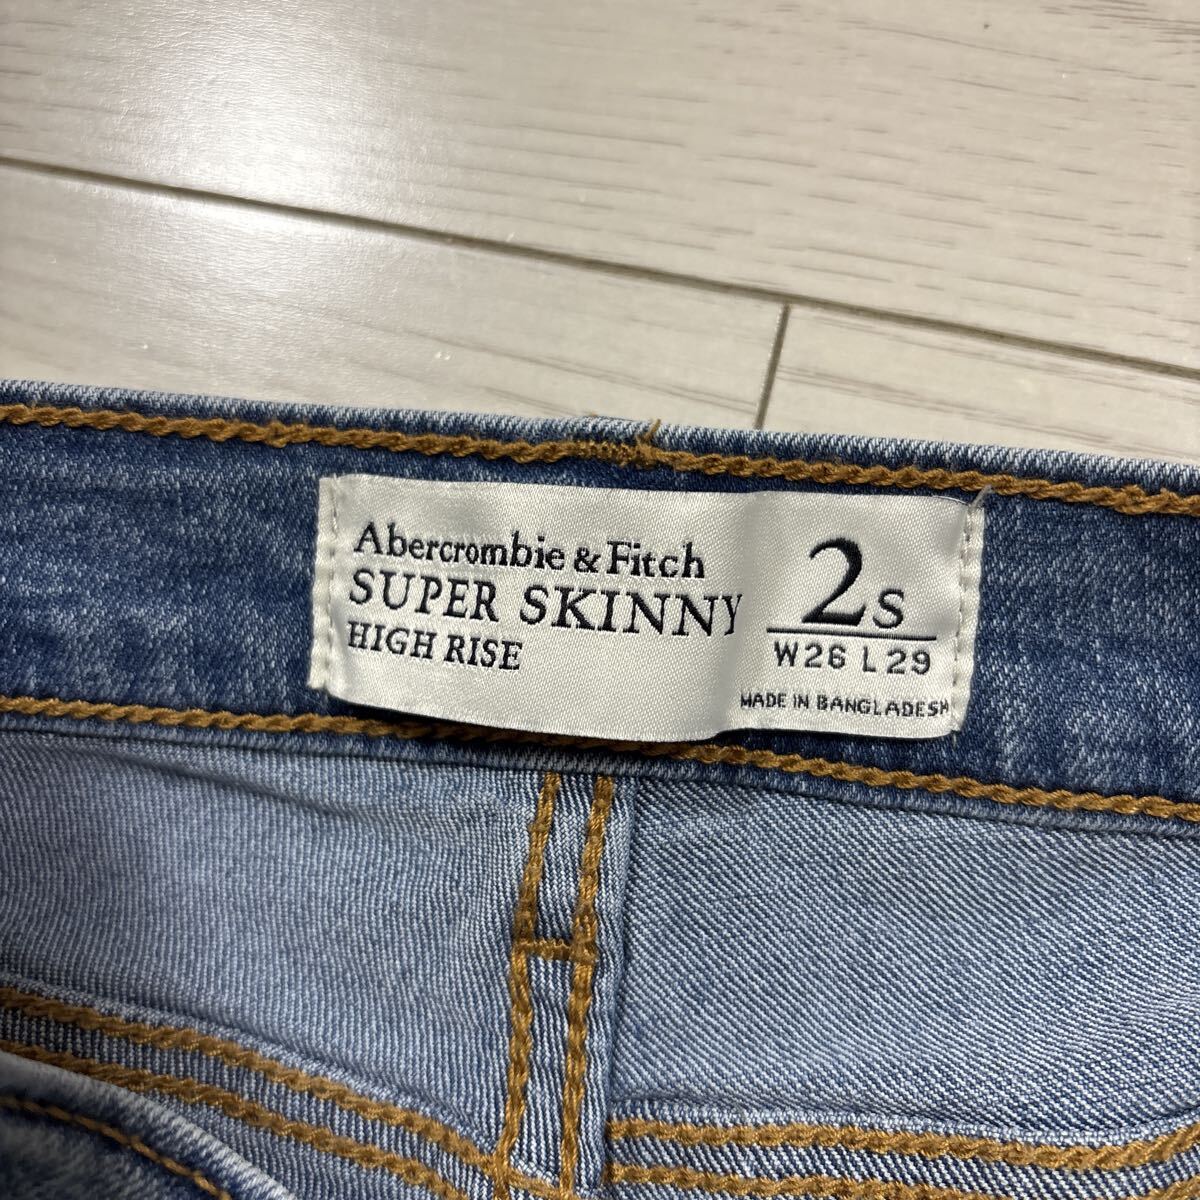 Abercrombie & Fitch
SUPER SKINNY
HIGH RISE
2S
W26 L29
MADE IN BANGLADESH